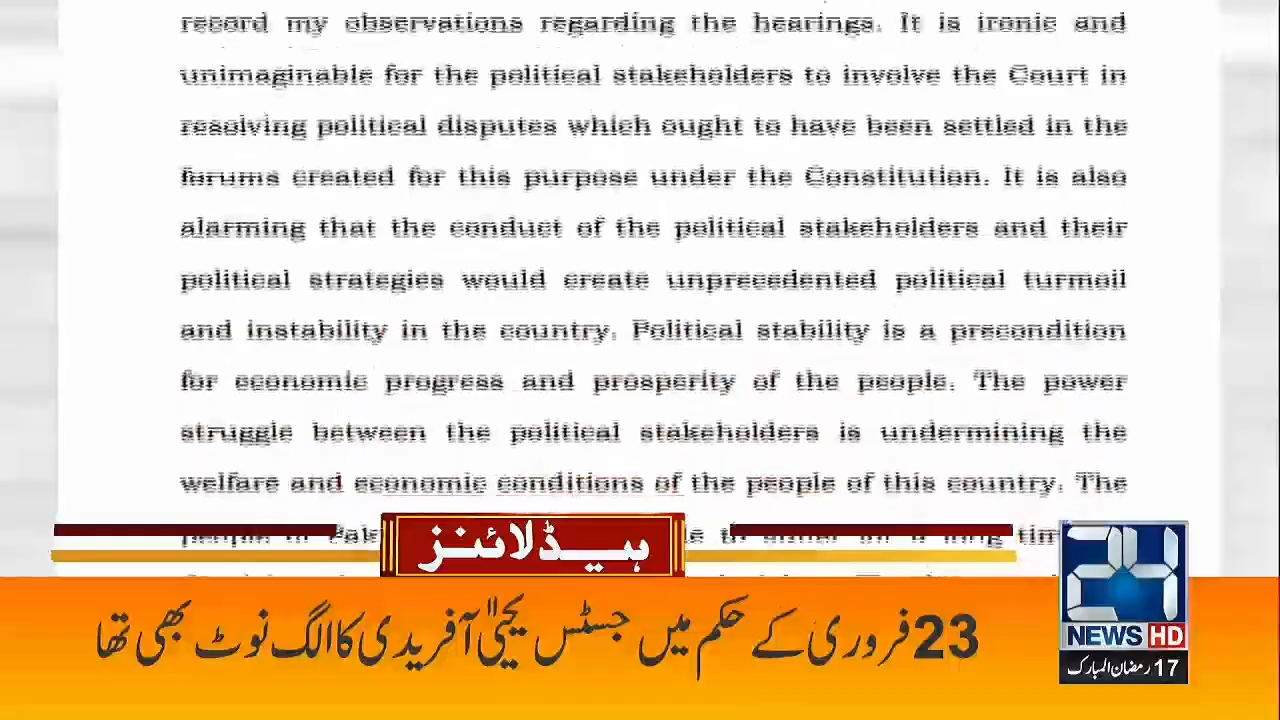 record my observations regarding the hearings. It is ironic and
unimaginable for the political stakeholders to involve the Court in
resolving political disputes which ought to have been settled in the
forums created for this purpose under the Constitution. It is also
alarming that the conduct of the political stakeholders and their
political strategies would create unprecedented political turmoil
and instability in the country. Political stability is a precondition
for economic progress and prosperity of the people. The power
struggle between the political stakeholders is undermining the
welfare and economic conditions of the people of this country. The
ہیڈلائنز
23 فروری کے حکم میں جسٹس یحییٰ آفریدی کا الگ نوٹ بھی تھا
24
NEWS HD
17 رمضان المبارک